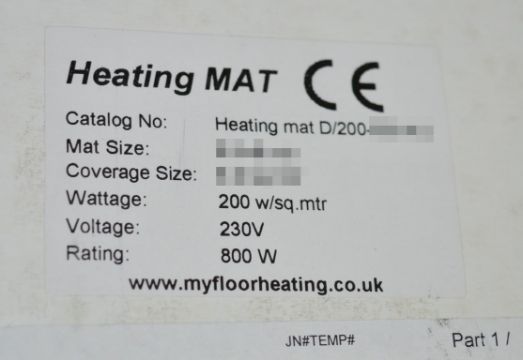 Heating MAT CE
Catalog No: Heating mat D/200-
Mat Size:
Coverage Size:
Wattage: 200 w/sq.mtr
Voltage: 230V
Rating: 800 W
www.myfloorheating.co.uk
JN#TEMP# Part 1 /